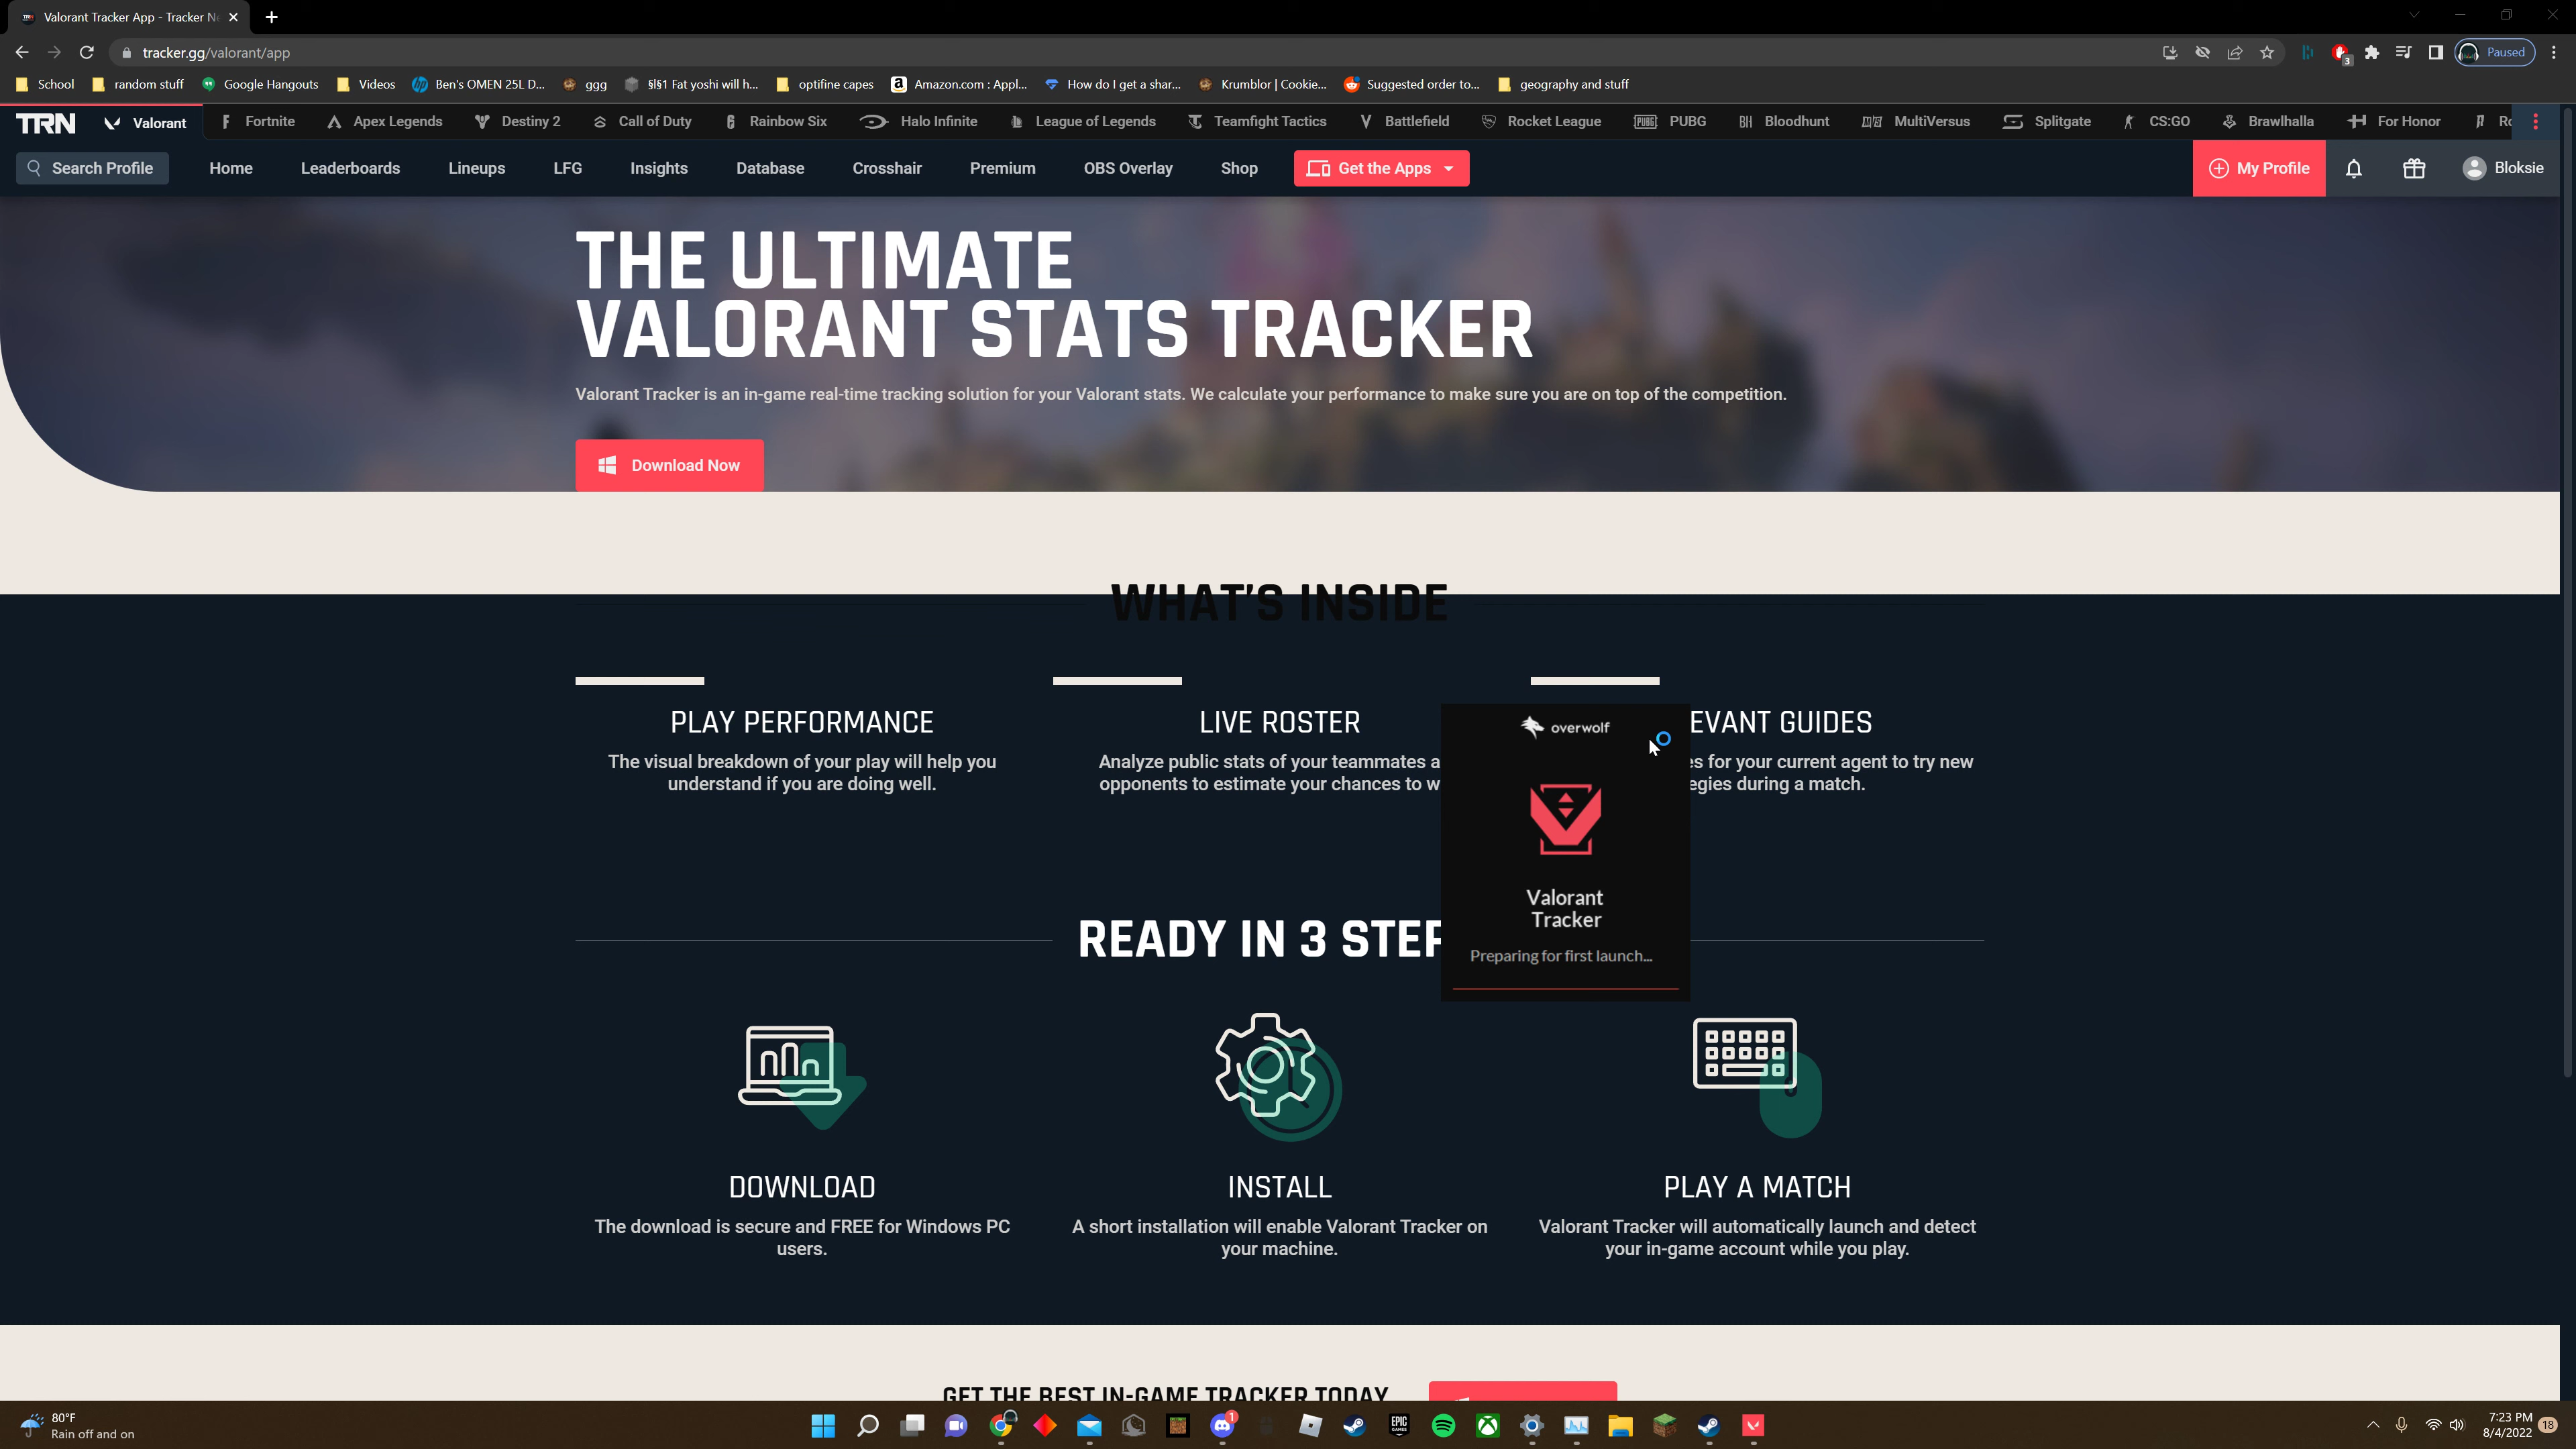 Valorant Tracker App - Tracker Ne
tracker.gg/valorant/app
3
Paused
School random stuff Google Hangouts Videos Ben's OMEN 25L D... ggg §l§1 Fat yoshi will h... optifine capes Amazon.com : Appl... How do I get a shar... Krumblor | Cookie... Suggested order to... geography and stuff
TRN Valorant Fortnite Apex Legends Destiny 2 Call of Duty Rainbow Six Halo Infinite League of Legends Teamfight Tactics Battlefield Rocket League PUBG PUBG BH Bloodhunt MultiVersus Splitgate CS:GO Brawlhalla For Honor
Search Profile Home Leaderboards Lineups LFG Insights Database Crosshair Premium OBS Overlay Shop Get the Apps My Profile Bloksie
THE ULTIMATE
VALORANT STATS TRACKER
Valorant Tracker is an in-game real-time tracking solution for your Valorant stats. We calculate your performance to make sure you are on top of the competition.
Download Now
WHAT'S INSIDE
PLAY PERFORMANCE
The visual breakdown of your play will help you
understand if you are doing well.
LIVE ROSTER
Analyze public stats of your teammates a
opponents to estimate your chances to w
EVANT GUIDES
es for your current agent to try new
egies during a match.
overwolf
Valorant
Tracker
Preparing for first launch...
READY IN 3 STEP
DOWNLOAD
The download is secure and FREE for Windows PC
users.
INSTALL
A short installation will enable Valorant Tracker on
your machine.
PLAY A MATCH
Valorant Tracker will automatically launch and detect
your in-game account while you play.
GET THE BEST IN-GAME TRACKER TODAY
80°F
Rain off and on
1
EPIC
GAMES
7:23 PM
8/4/2022
18